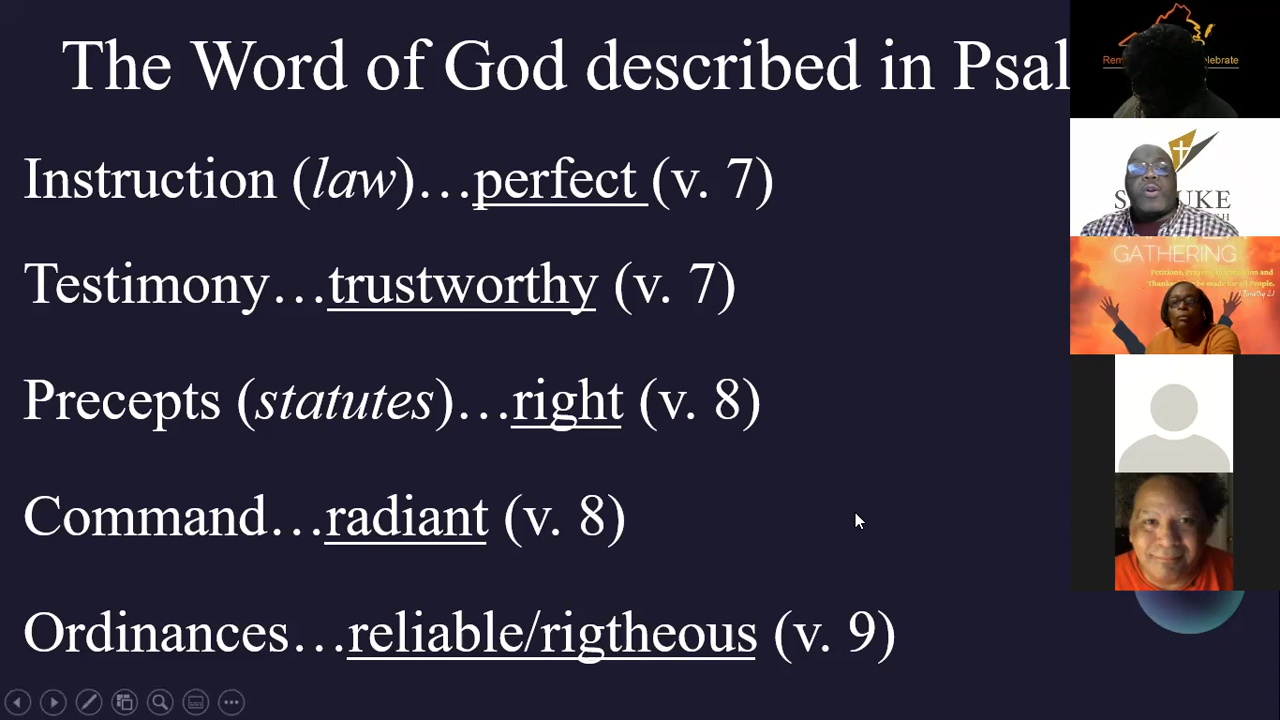 The Word of God described in Psal
Instruction (law)…perfect (v. 7)
Testimony…trustworthy (v. 7)
Precepts (statutes)…right (v. 8)
Command…radiant (v. 8)
Ordinances…reliable/rigtheous (v. 9)
GATHERING